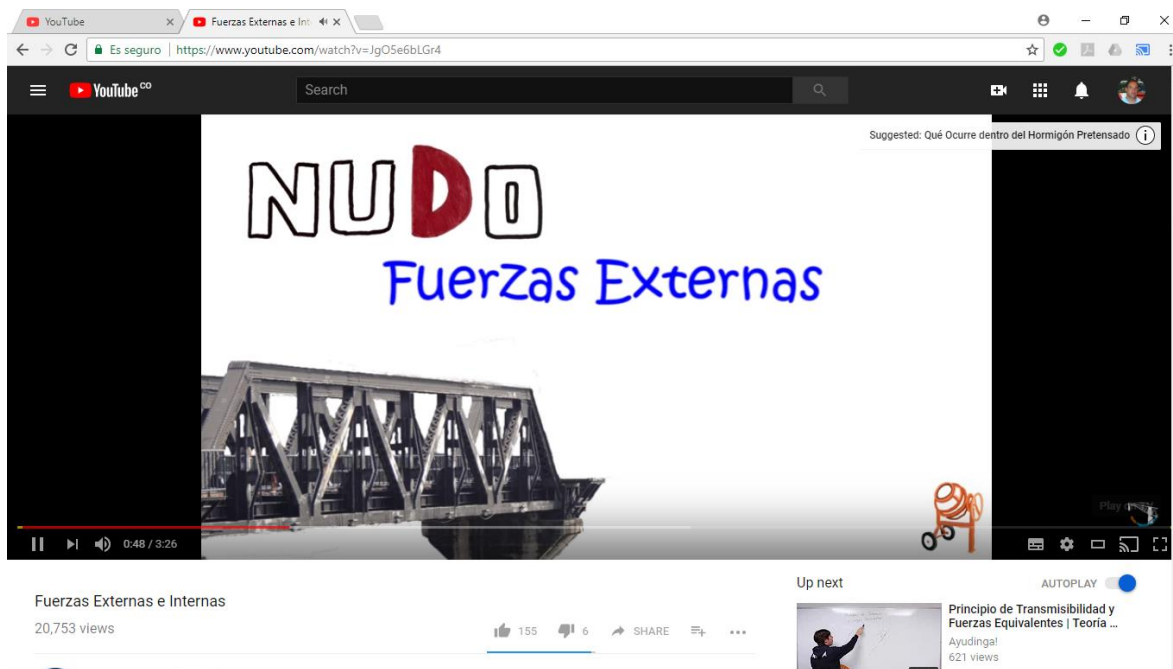 YouTube
Fuerzas Externas e Int
Es seguro
https://www.youtube.com/watch?v=JgO5e6bLGr4
YouTube CO
Search
Suggested: Qué Ocurre dentro del Hormigón Pretensado
NUDO
Fuerzas Externas
0:48 / 3:26
Fuerzas Externas e Internas
20,753 views
155
6
SHARE
Up next
AUTOPLAY
Principio de Transmisibilidad y
Fuerzas Equivalentes | Teoría ...
Ayudinga!
621 views